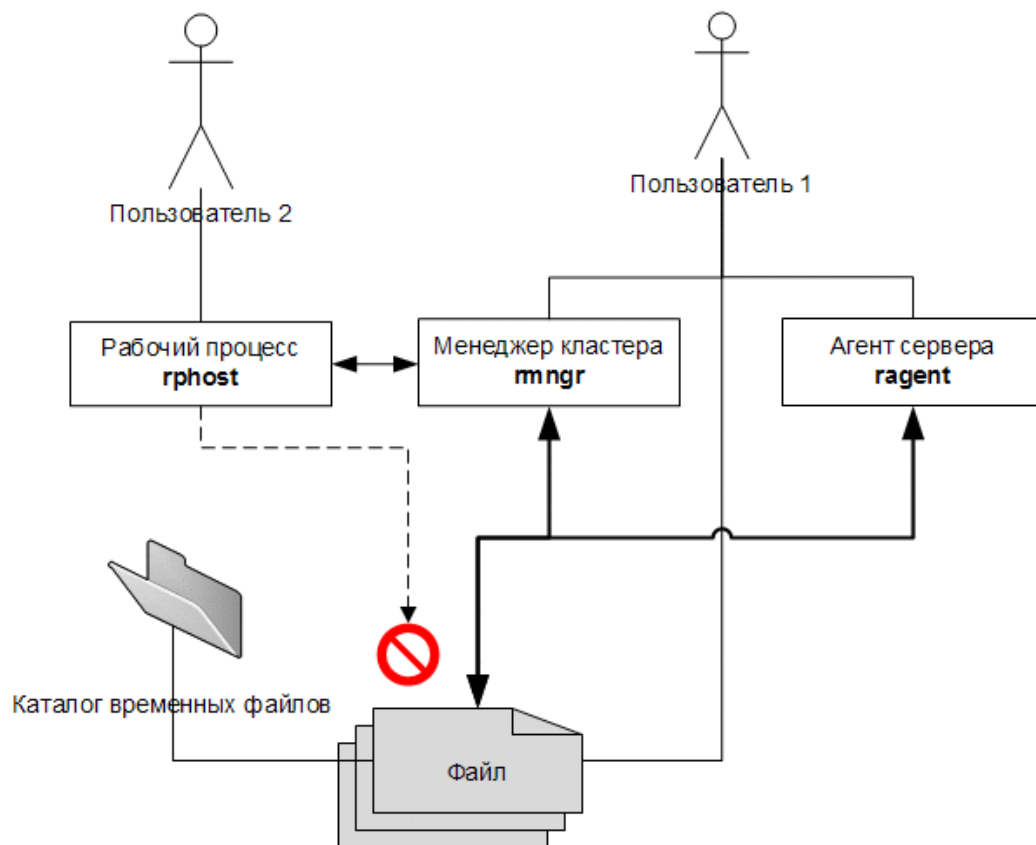 Пользователь 2
Пользователь 1
Рабочий процесс
rphost
Менеджер кластера
rmngr
Агент сервера
ragent
Каталог временных файлов
Файл